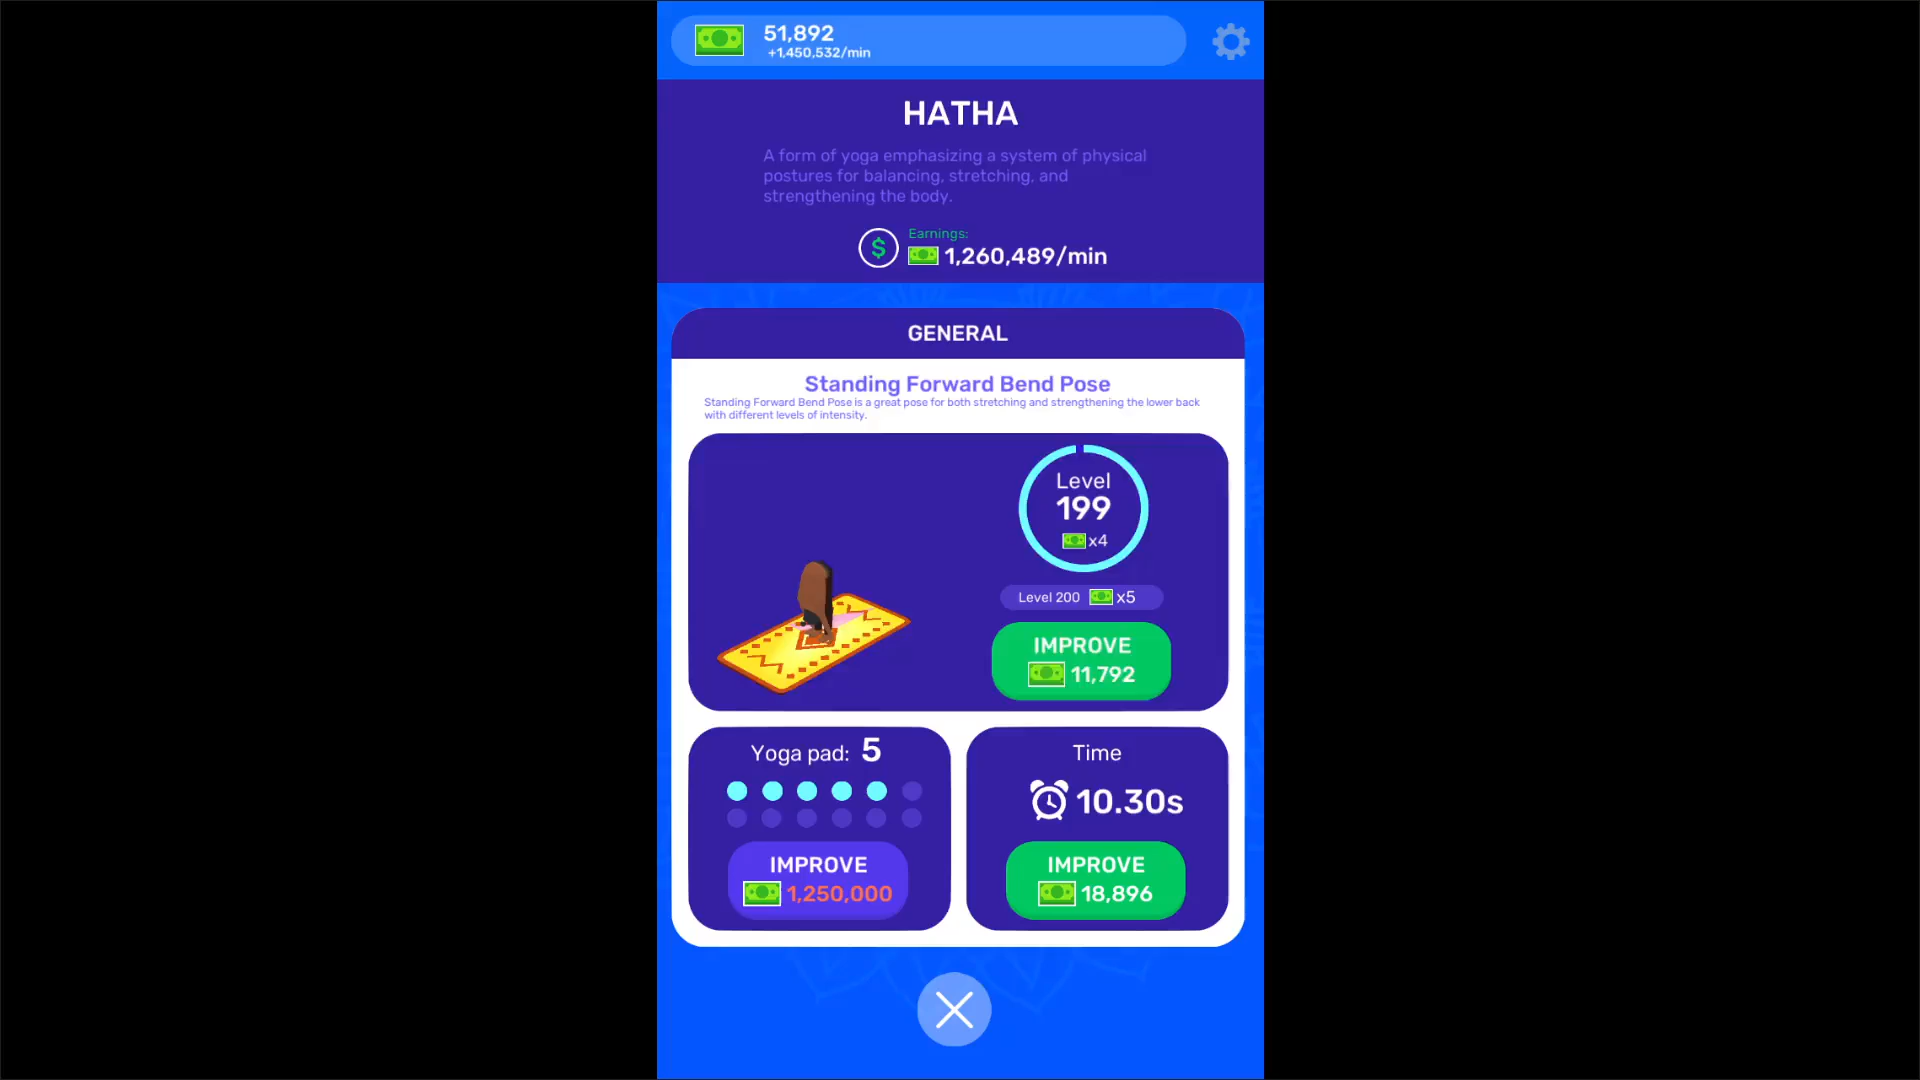 51,892
+1,450,532/min
HATHA
A form of yoga emphasizing a system of physical
postures for balancing, stretching, and
strengthening the body.
$
Earnings:
1,260,489/min
GENERAL
Standing Forward Bend Pose
Standing Forward Bend Pose is a great pose for both stretching and strengthening the lower back
with different levels of intensity.
Level
199
x4
Level 200 x5
IMPROVE
11,792
Yoga pad: 5
IMPROVE
1,250,000
Time
10.30s
IMPROVE
18,896